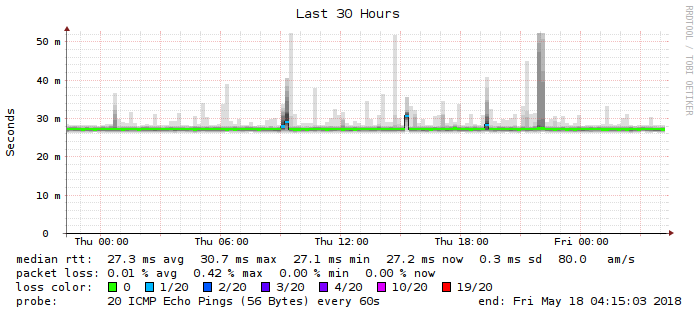 Last 30 Hours
RRDTOOL / TOBI OETIKER
Seconds
50 m
40 m
30 m
20 m
10 m
0
Thu 00:00 Thu 06:00 Thu 12:00 Thu 18:00 Fri 00:00
median rtt: 27.3 ms avg 30.7 ms max 27.1 ms min 27.2 ms now 0.3 ms sd 80.0 am/s
packet loss: 0.01 % avg 0.42 % max 0.00 % min 0.00 % now
loss color: 0 1/20 2/20 3/20 4/20 10/20 19/20
probe: 20 ICMP Echo Pings (56 Bytes) every 60s end: Fri May 18 04:15:03 2018